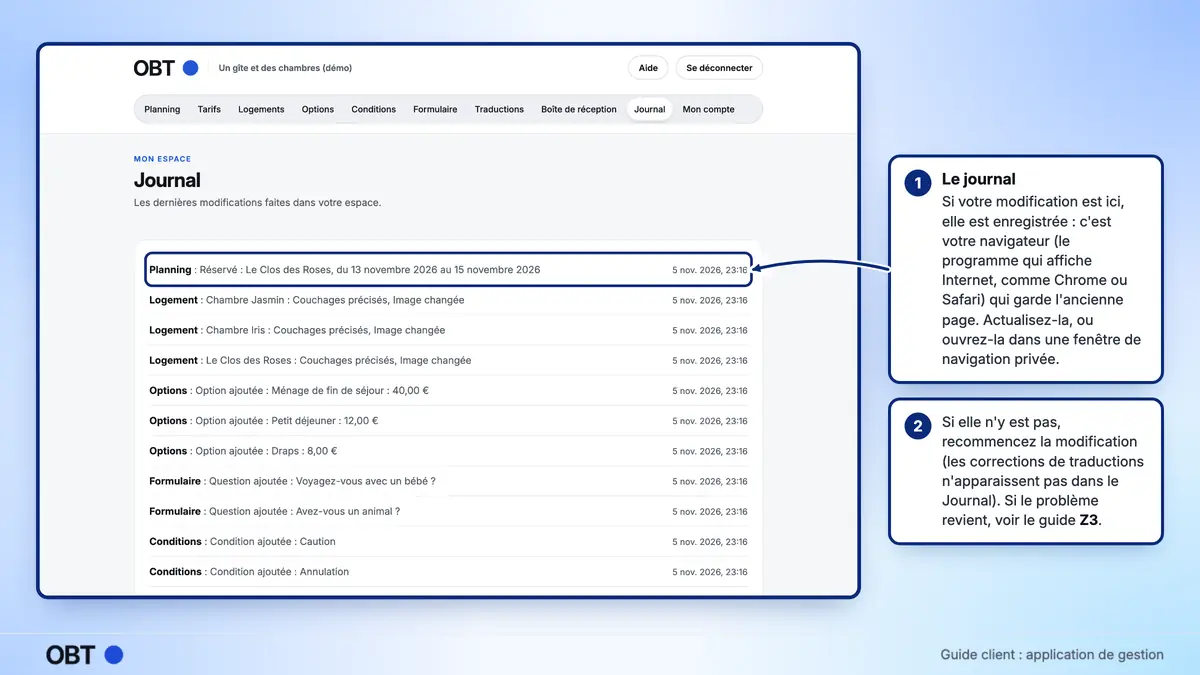 OBT
Un gîte et des chambres (démo)
Aide
Se déconnecter
Planning
Tarifs
Logements
Options
Conditions
Formulaire
Traductions
Boîte de réception
Journal
Mon compte
MON ESPACE
Journal
Les dernières modifications faites dans votre espace.
Planning : Réservé : Le Clos des Roses, du 13 novembre 2026 au 15 novembre 2026 5 nov. 2026, 23:16
Logement : Chambre Jasmin : Couchages précisés, Image changée 5 nov. 2026, 23:16
Logement : Chambre Iris : Couchages précisés, Image changée 5 nov. 2026, 23:16
Logement : Le Clos des Roses : Couchages précisés, Image changée 5 nov. 2026, 23:16
Options : Option ajoutée : Ménage de fin de séjour : 40,00 € 5 nov. 2026, 23:16
Options : Option ajoutée : Petit déjeuner : 12,00 € 5 nov. 2026, 23:16
Options : Option ajoutée : Draps : 8,00 € 5 nov. 2026, 23:16
Formulaire : Question ajoutée : Voyagez-vous avec un bébé ? 5 nov. 2026, 23:16
Formulaire : Question ajoutée : Avez-vous un animal ? 5 nov. 2026, 23:16
Conditions : Condition ajoutée : Caution 5 nov. 2026, 23:16
Conditions : Condition ajoutée : Annulation 5 nov. 2026, 23:16
1
Le journal
Si votre modification est ici,
elle est enregistrée : c'est
votre navigateur (le
programme qui affiche
Internet, comme Chrome ou
Safari) qui garde l'ancienne
page. Actualisez-la, ou
ouvrez-la dans une fenêtre de
navigation privée.
2
Si elle n'y est pas,
recommencez la modification
(les corrections de traductions
n'apparaissent pas dans le
Journal). Si le problème
revient, voir le guide Z3.
OBT
Guide client : application de gestion